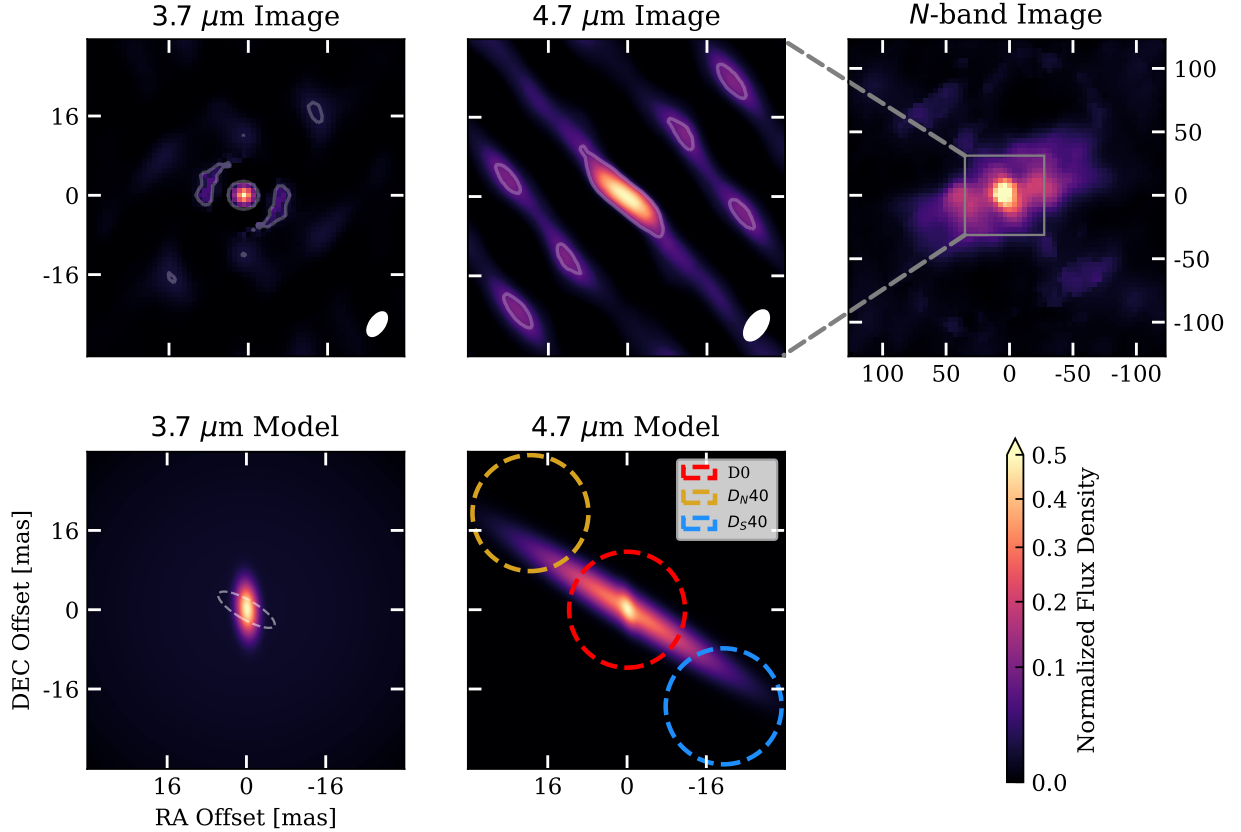 3.7 μm Image
4.7 μm Image
N-band Image
16
0
-16
100
50
0
-50
-100
100 50 0 -50 -100
3.7 μm Model
4.7 μm Model
DEC Offset [mas]
16
0
-16
16 0 -16
RA Offset [mas]
D0
D_N40
D_S40
16 0 -16
0.5
0.4
0.3
0.2
0.1
0.0
Normalized Flux Density